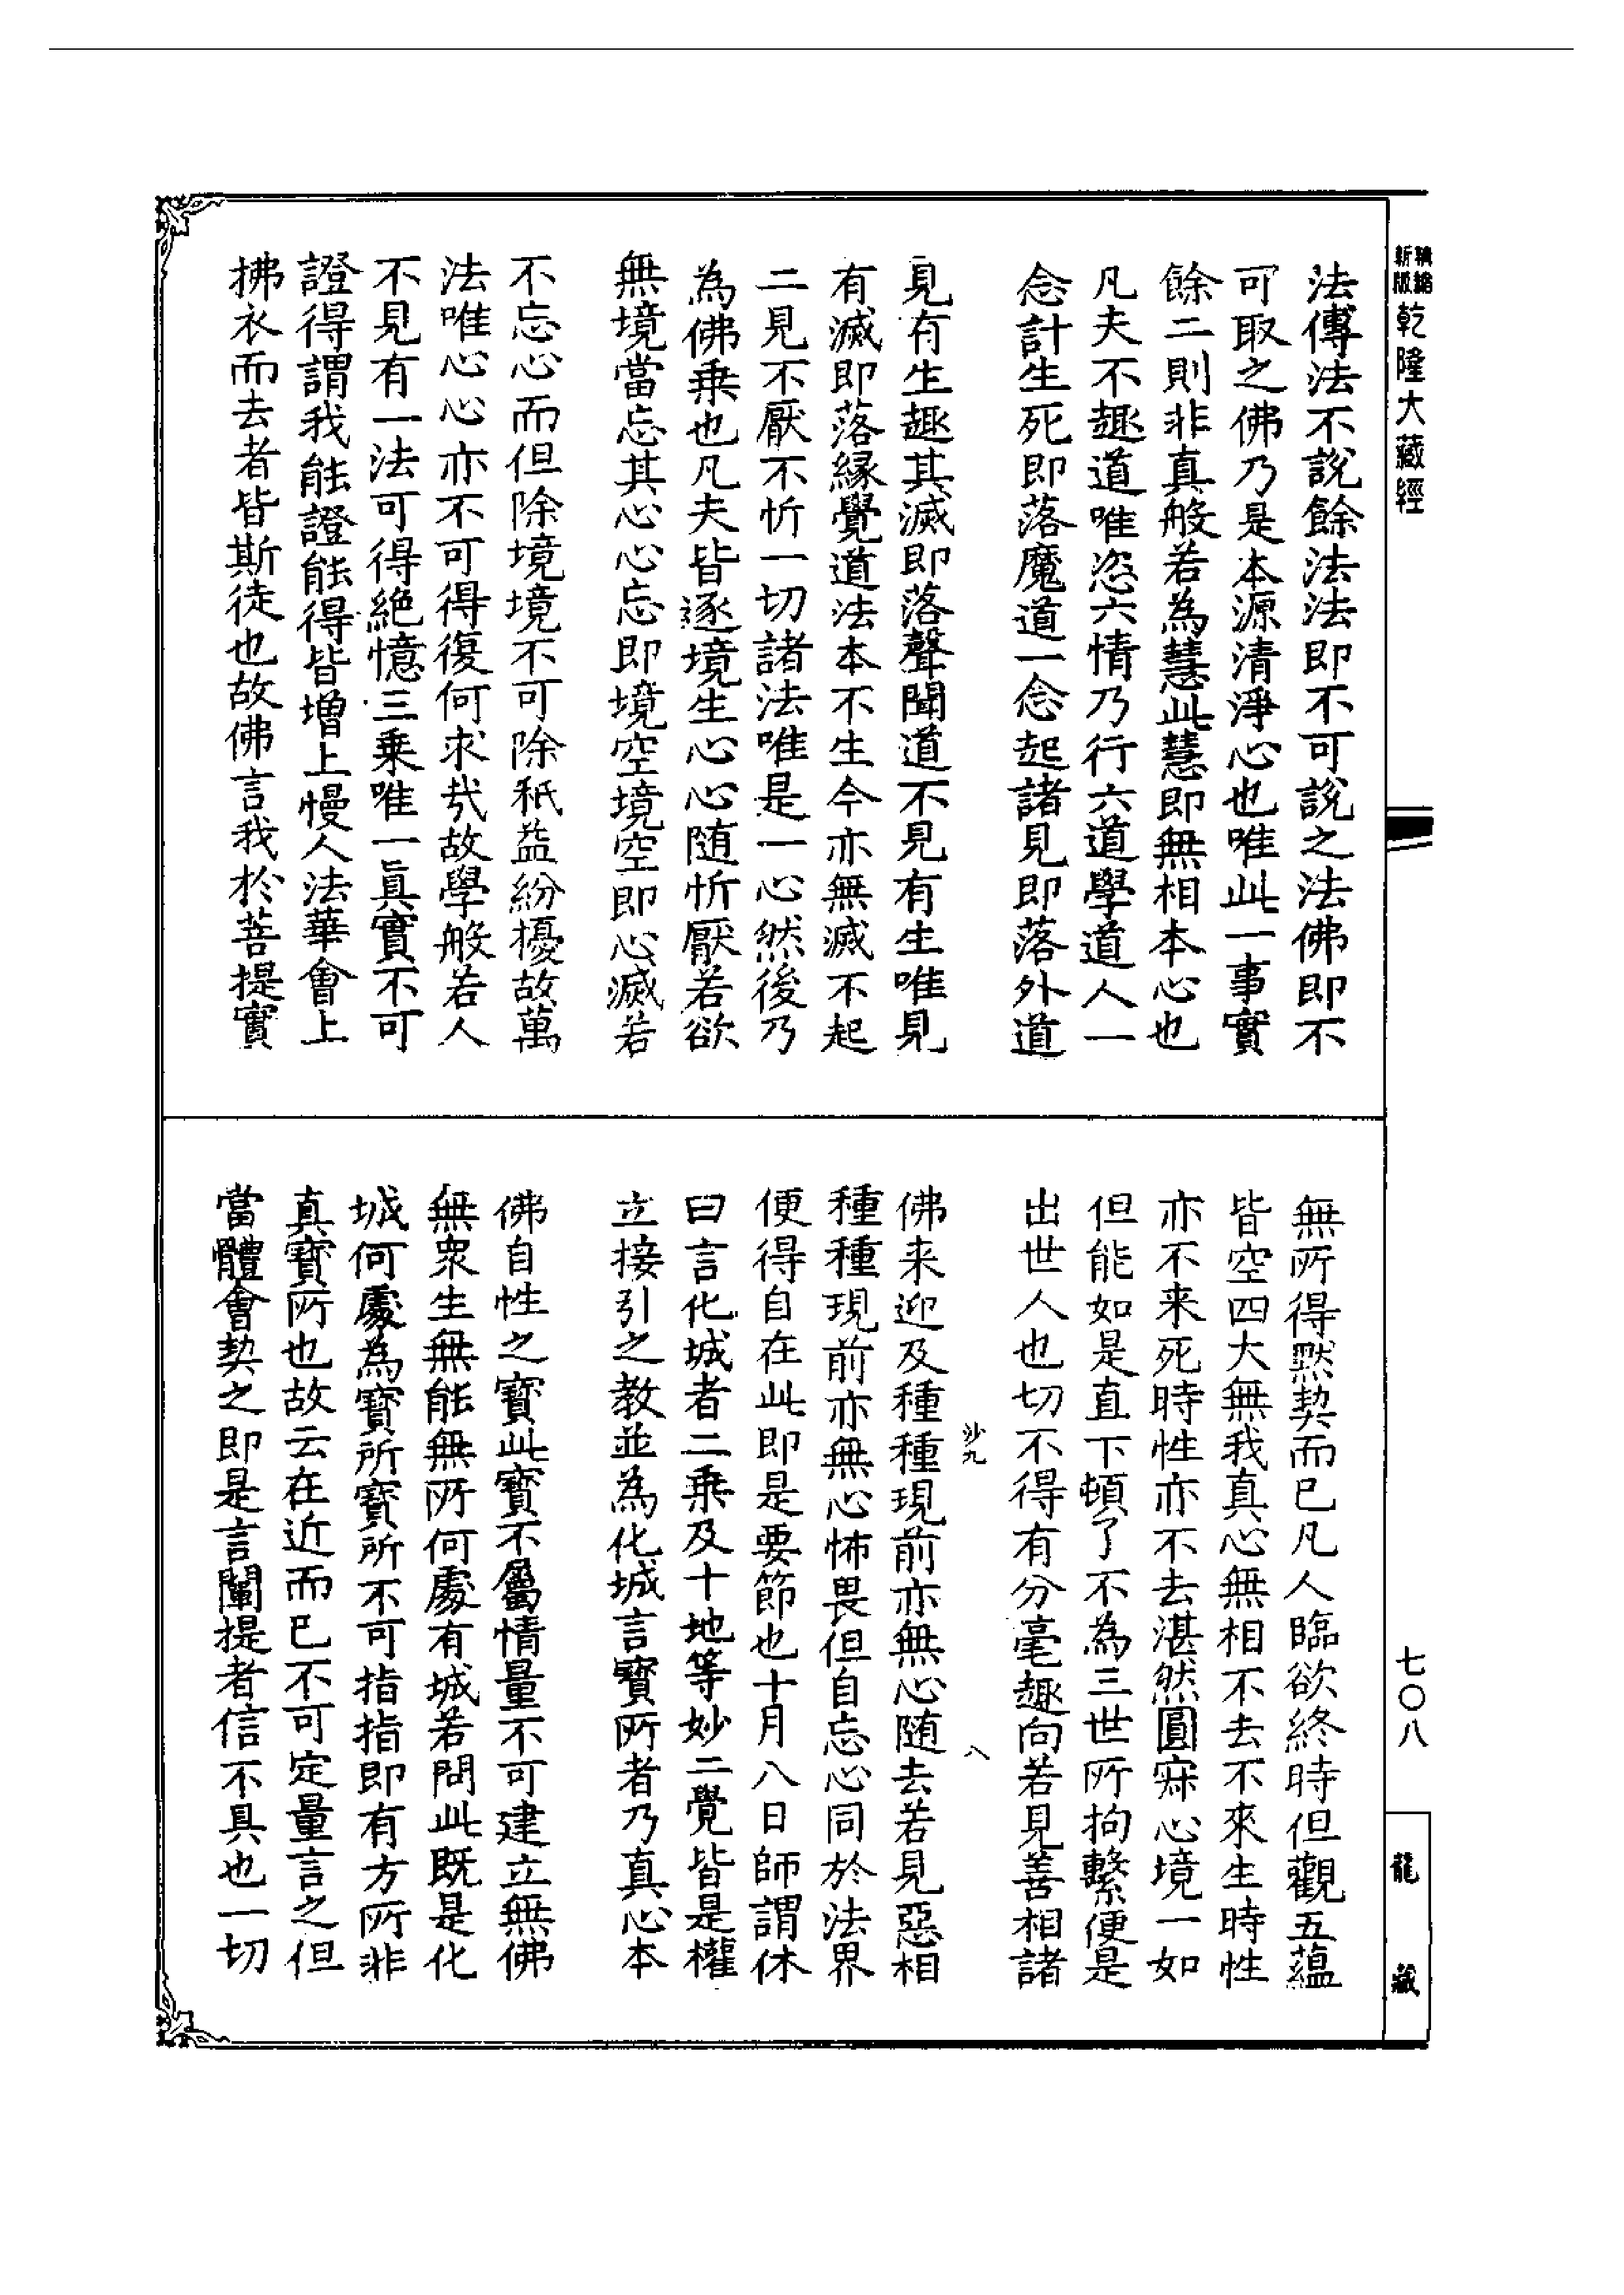 新版精縮乾隆大藏經
法傳法不說餘法法即不可說之法佛即不
可取之佛乃是本源清淨心也唯此一事實
餘二則非真般若為慧此慧即無相本心也
凡夫不趣道唯恣六情乃行六道學道人一
念計生死即落魔道一念起諸見即落外道
見有生趣其滅即落聲聞道不見有生唯見
有滅即落緣覺道法本不生今亦無滅不起
二見不厭不忻一切諸法唯是一心然後乃
為佛乗也凡夫皆逐境生心心隨忻厭若欲
無境當忘其心心忘即境空境空即心滅若
不忘心而但除境境不可除秖益紛擾故萬
法唯心心亦不可得復何求哉故學般若人
不見有一法可得絶憶三乗唯一真實不可
證得謂我能證能得皆増上慢人法華會上
拂衣而去者皆斯徒也故佛言我於菩提實
無所得黙契而已凡人臨欲終時但觀五蘊
皆空四大無我真心無相不去不來生時性
亦不来死時性亦不去湛然圓寂心境一如
但能如是直下頓了不為三世所拘繫便是
出世人也切不得有分毫趣向若見善相諸
沙九
八
佛来迎及種種現前亦無心隨去若見惡相
種種現前亦無心怖畏但自忘心同於法界
便得自在此即是要節也十月八日師謂休
曰言化城者二乗及十地等妙二覺皆是權
立接引之教並為化城言寶所者乃真心本
佛自性之寶此寶不屬情量不可建立無佛
無衆生無能無所何處有城若問此既是化
城何處為寶所寶所不可指指即有方所非
真寶所也故云在近而已不可定量言之但
當體會契之即是言闡提者信不具也一切
七〇八
龍藏